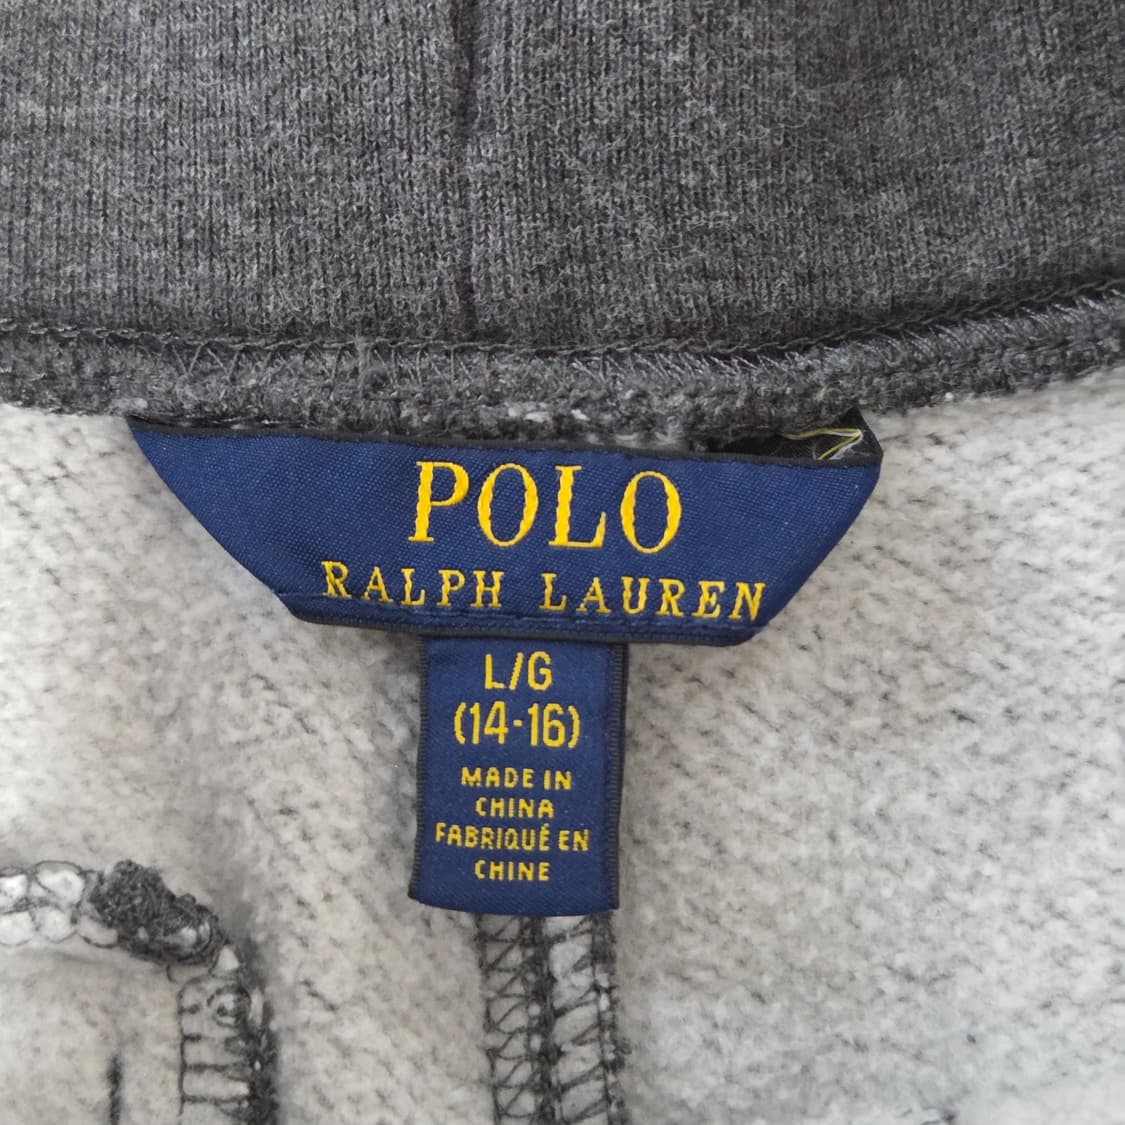 POLO
RALPH LAUREN
L/G
(14-16)
MADE IN
CHINA
FABRIQUÉ EN
CHINE